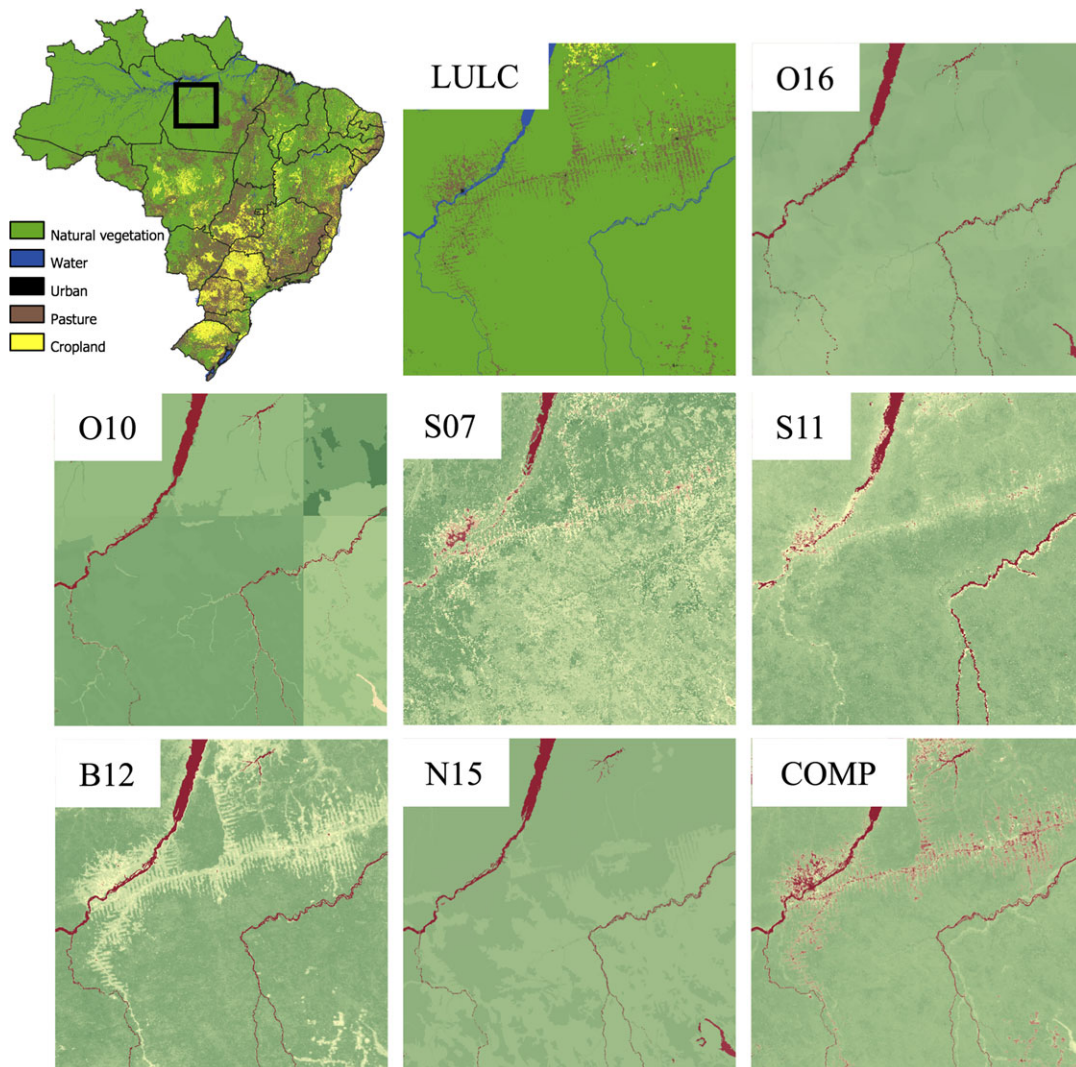 LULC
O16
Natural vegetation
Water
Urban
Pasture
Cropland
O10
S07
S11
B12
N15
COMP